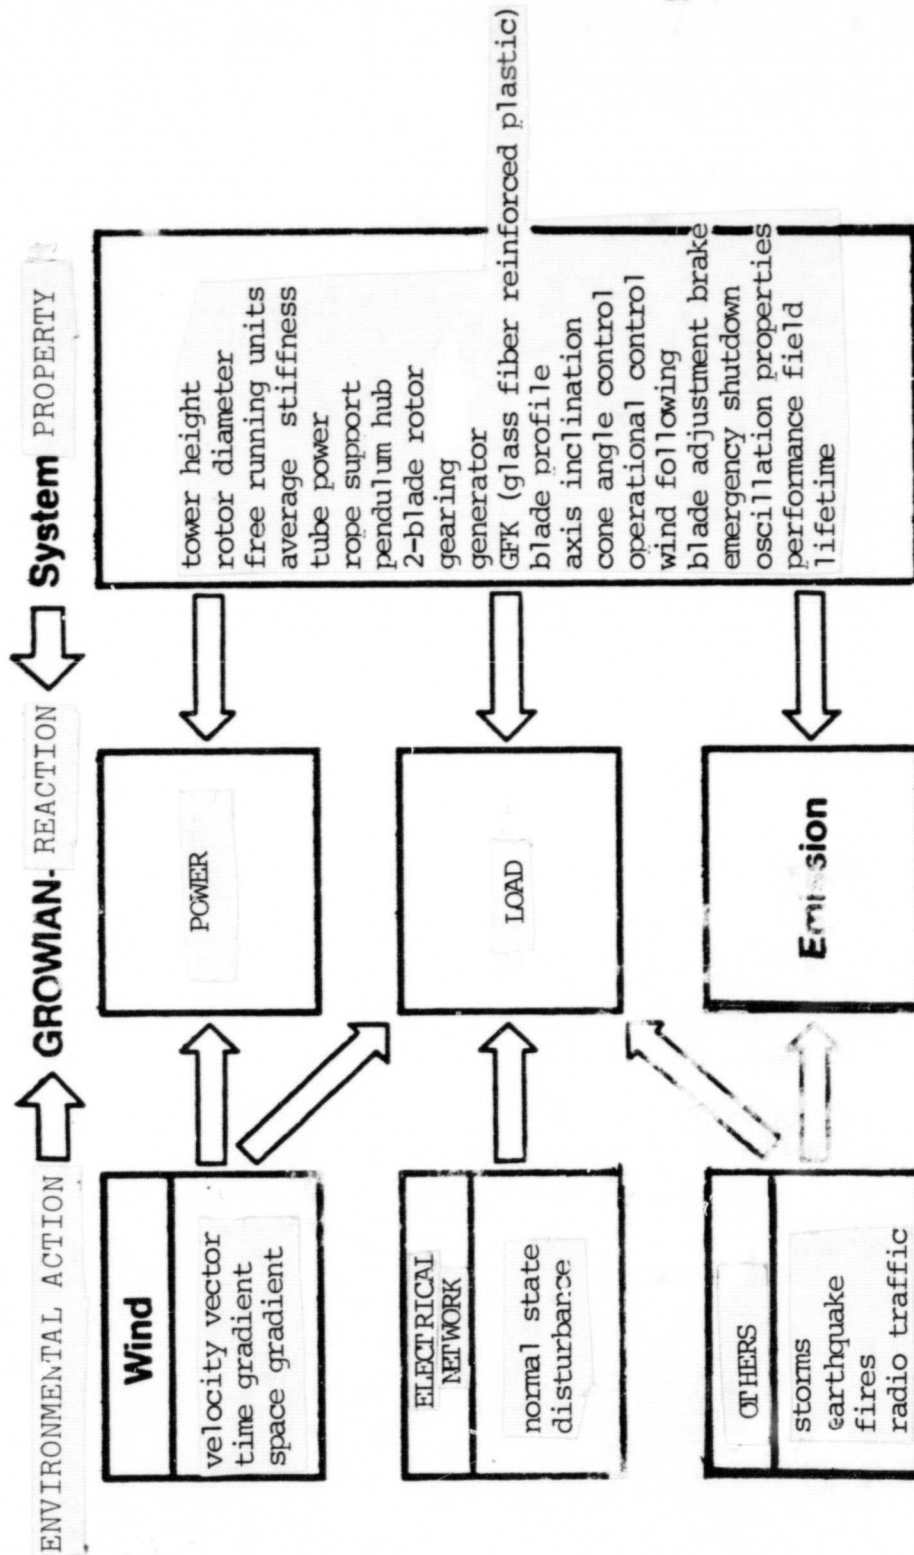 ENVIRONMENTAL ACTION
GROWIAN- REACTION
System PROPERTY
Wind
velocity vector
time gradient
space gradient
ELECTRICAL
NETWORK
normal state
disturbance
OTHERS
storms
earthquake
fires
radio traffic
POWER
LOAD
Emission
tower height
rotor diameter
free running units
average stiffness
tube power
rope support
pendulum hub
2-blade rotor
gearing
generator
GFK (glass fiber reinforced plastic)
blade profile
axis inclination
cone angle control
operational control
wind following
blade adjustment brake
emergency shutdown
oscillation properties
performance field
lifetime